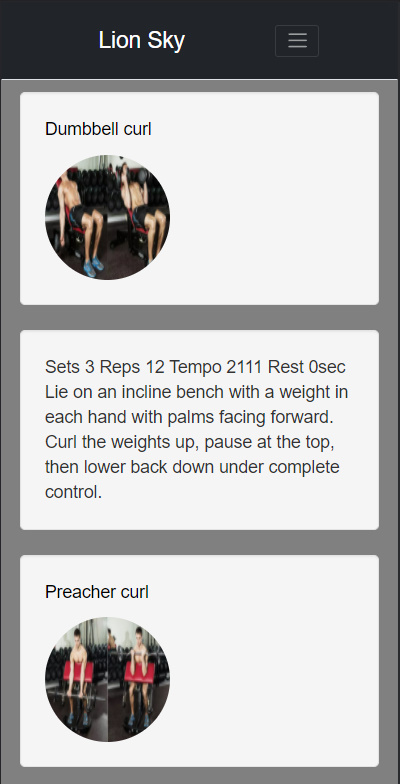 Lion Sky
Dumbbell curl
Sets 3 Reps 12 Tempo 2111 Rest 0sec
Lie on an incline bench with a weight in
each hand with palms facing forward.
Curl the weights up, pause at the top,
then lower back down under complete
control.
Preacher curl